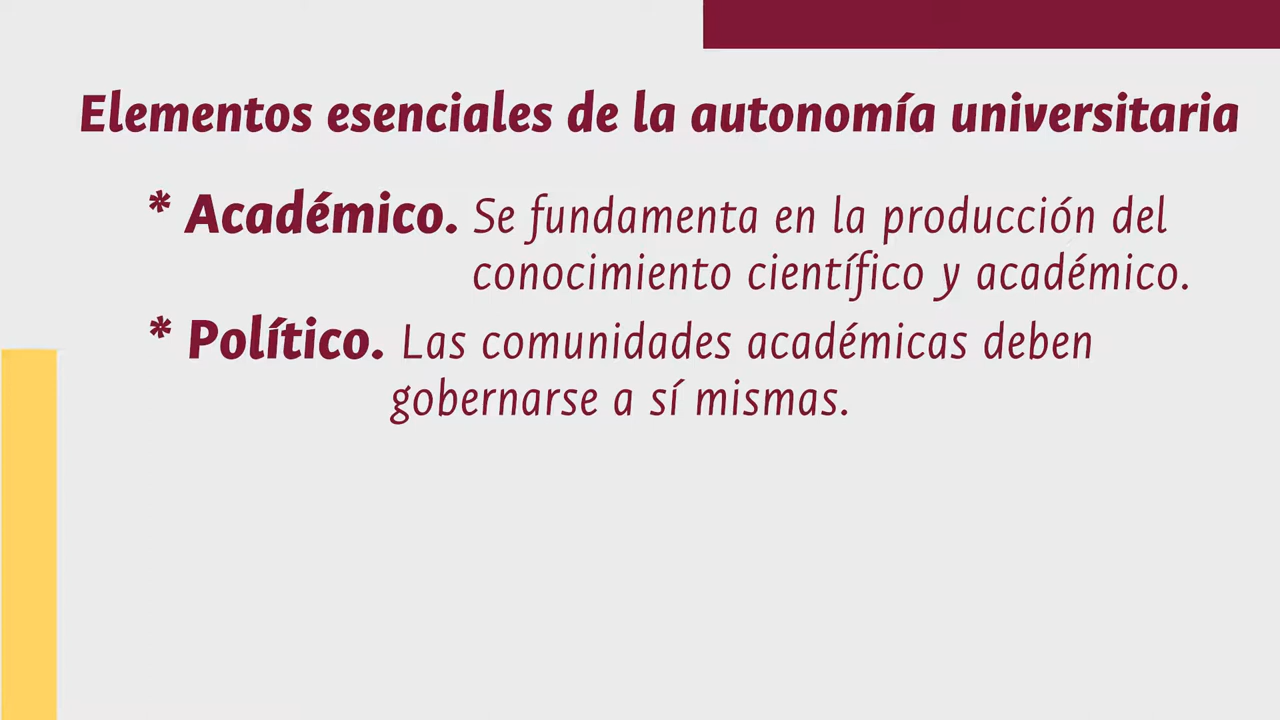 Elementos esenciales de la autonomía universitaria
* Académico. Se fundamenta en la producción del
conocimiento científico y académico.
* Político. Las comunidades académicas deben
gobernarse a sí mismas.